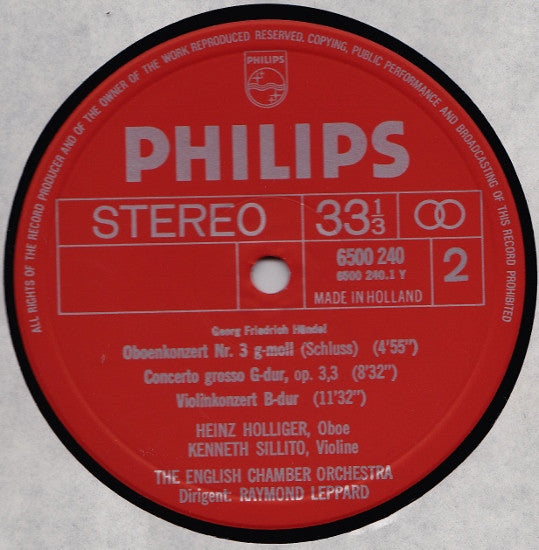 ALL RIGHTS OF THE RECORD PRODUCER AND OF THE OWNER OF THE WORK REPRODUCED RESERVED. COPYING, PUBLIC PERFORMANCE AND BROADCASTING OF THIS RECORD PROHIBITED
PHILIPS
PHILIPS
STEREO 33 1/3
6500 240
6500 240.1 Y
2
MADE IN HOLLAND
Georg Friedrich Händel
Oboenkonzert Nr. 3 g-moll (Schluss) (4'55")
Concerto grosso G-dur, op. 3,3 (8'32")
Violinkonzert B-dur (11'32")
HEINZ HOLLIGER, Oboe
KENNETH SILLITO, Violine
THE ENGLISH CHAMBER ORCHESTRA
Dirigent: RAYMOND LEPPARD